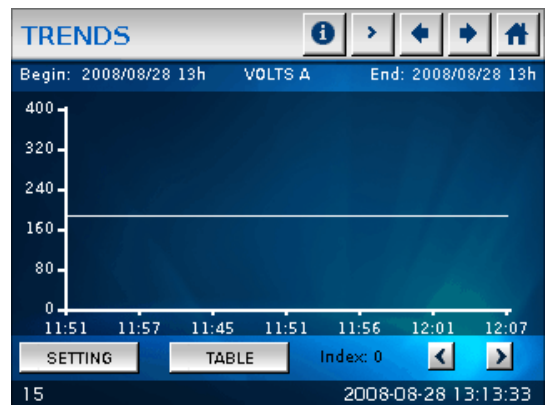 TRENDS
Begin: 2008/08/28 13h VOLTS A End: 2008/08/28 13h
400
320
240
160
80
0
11:51 11:57 11:45 11:51 11:56 12:01 12:07
SETTING TABLE Index: 0
15 2008-08-28 13:13:33